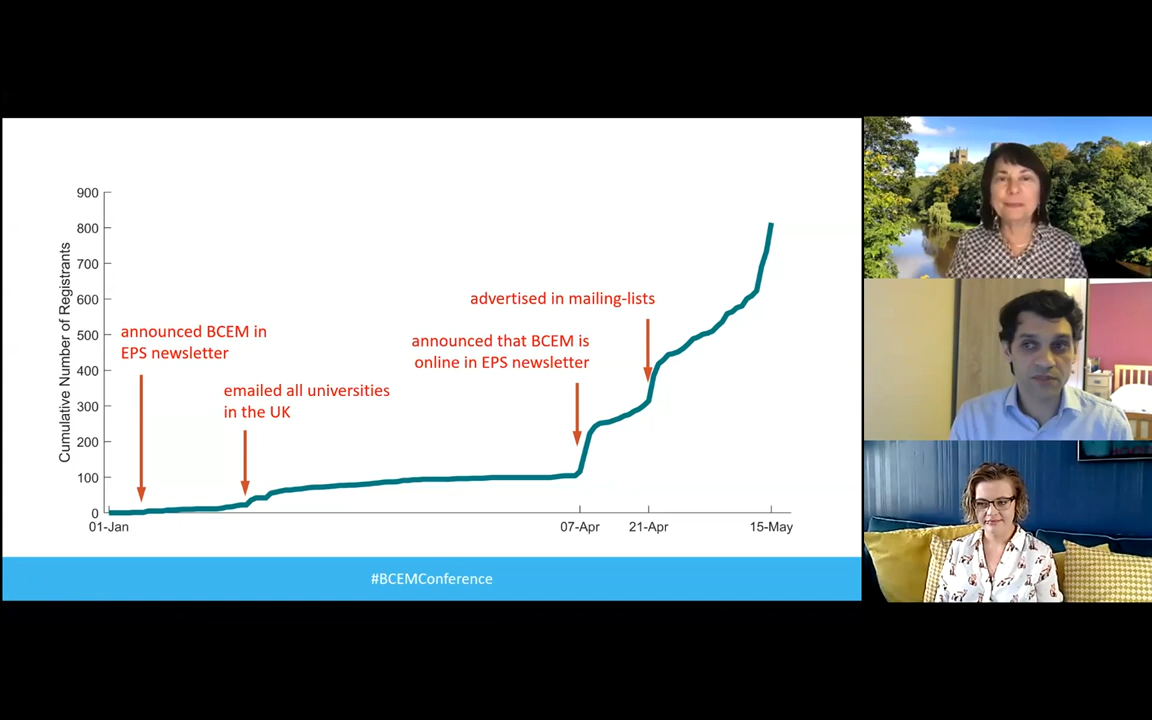 900
800
700
600
500
400
300
200
100
0
Cumulative Number of Registrants
announced BCEM in
EPS newsletter
emailed all universities
in the UK
announced that BCEM is
online in EPS newsletter
advertised in mailing-lists
01-Jan
07-Apr
21-Apr
15-May
#BCEMConference